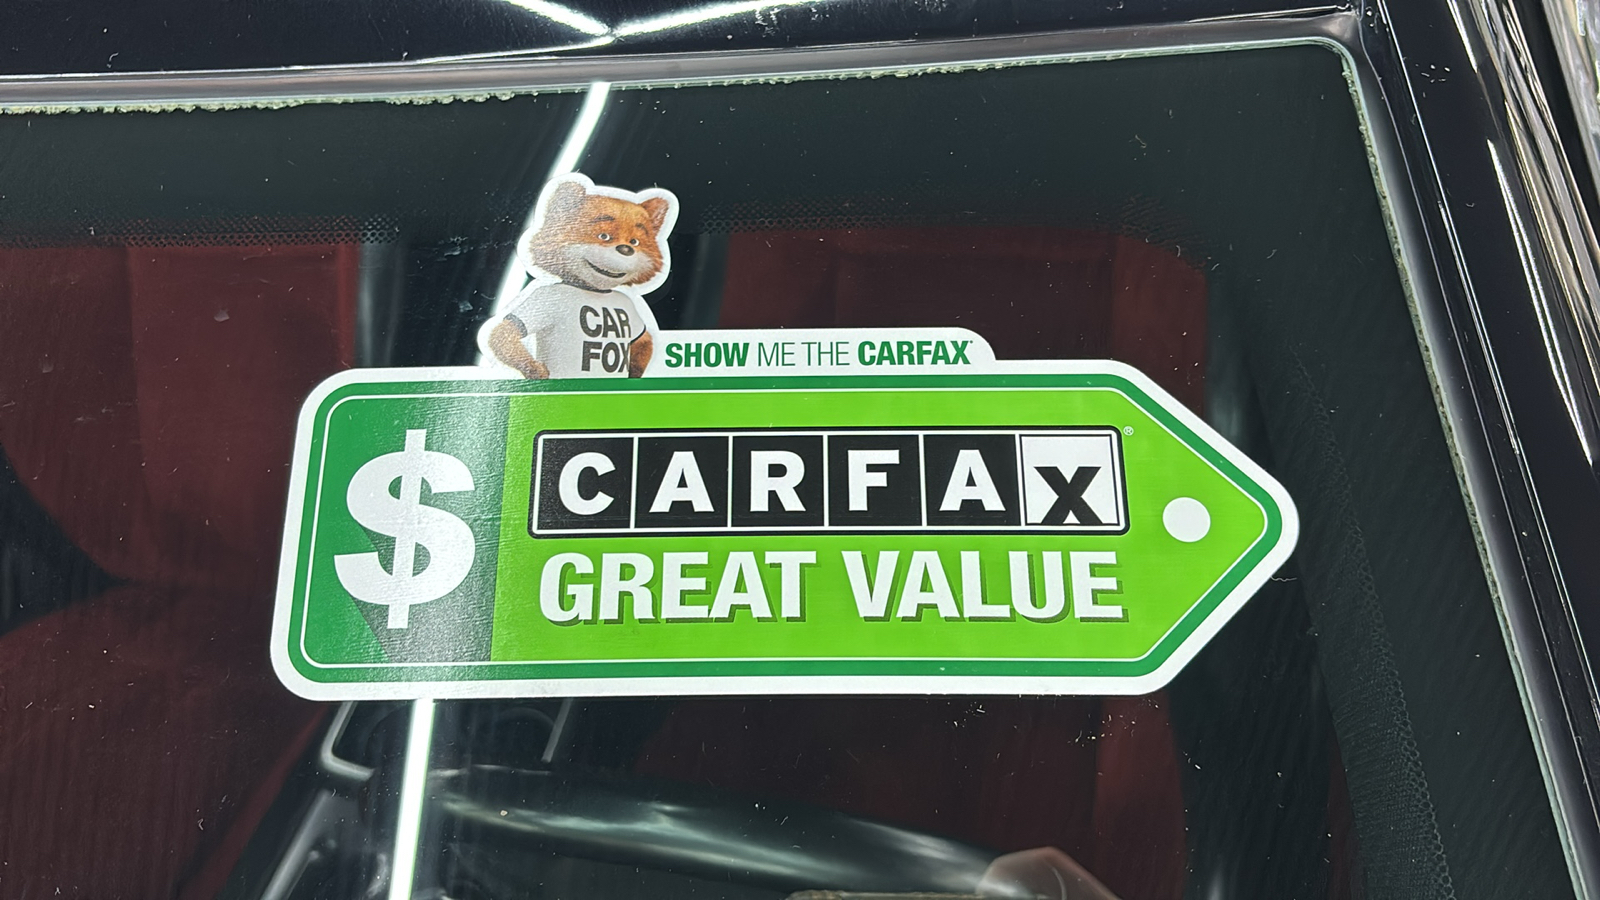 CAR
FOX
SHOW ME THE CARFAX
$
CARFAX®
GREAT VALUE